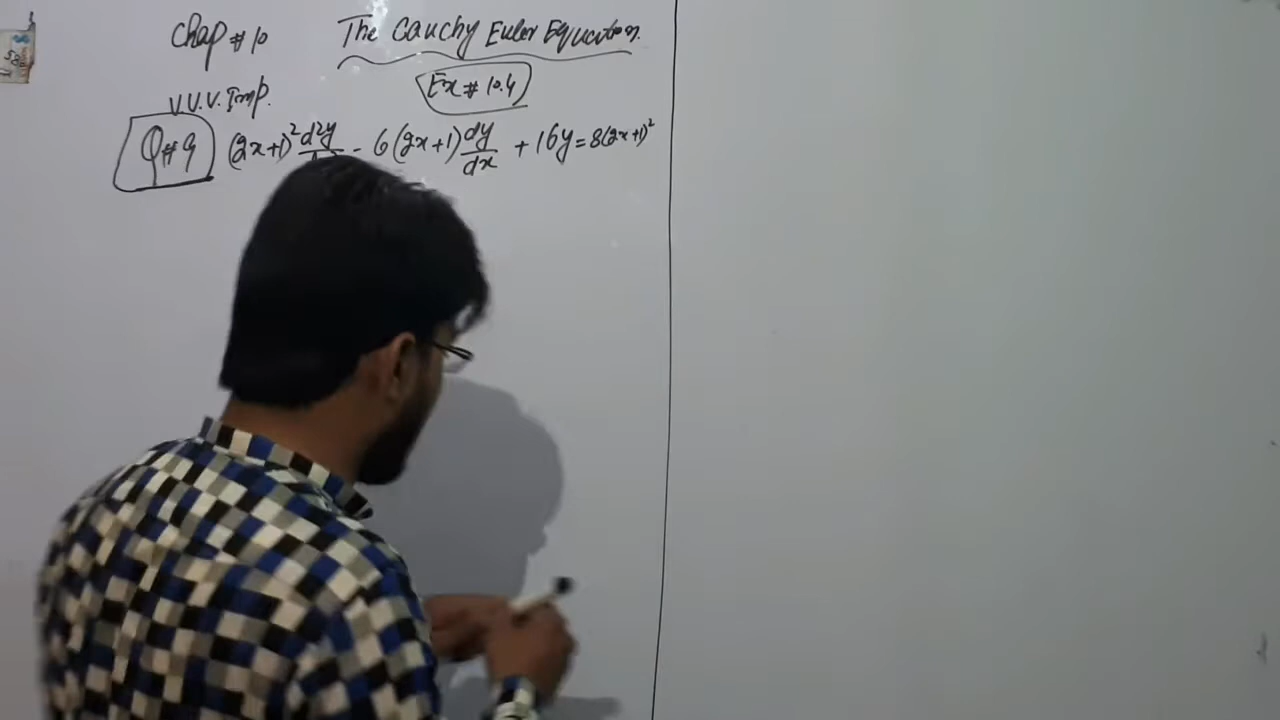 Chap # 10 The Cauchy Euler Equation.
Ex # 10.4
V.V.V. Imp.
Q # 9 (2x+1)² d²y - 6(2x+1) dy/dx + 16y = 8(2x+1)²